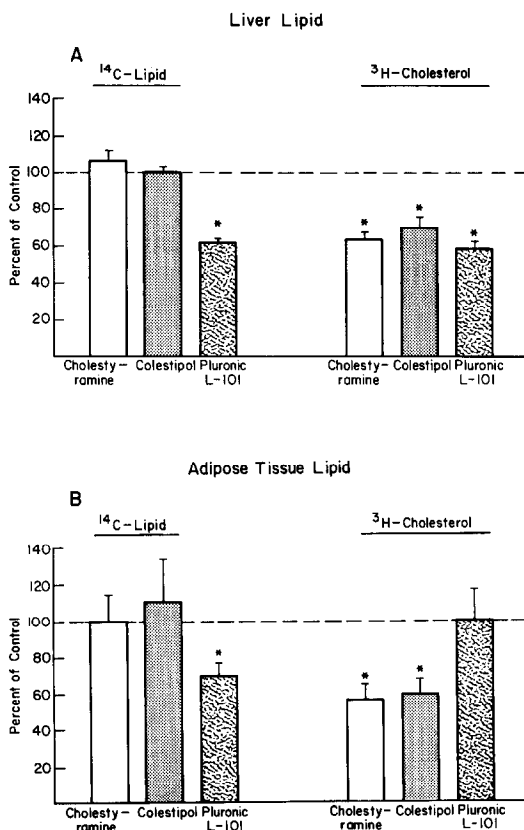 Liver Lipid
A
¹⁴C-Lipid
³H-Cholesterol
Percent of Control
140
120
100
80
60
40
20
*
*
*
*
Cholesty-
ramine
Colestipol
Pluronic
L-101
Cholesty-
ramine
Colestipol
Pluronic
L-101
Adipose Tissue Lipid
B
¹⁴C-Lipid
³H-Cholesterol
Percent of Control
140
120
100
80
60
40
20
*
*
*
Cholesty-
ramine
Colestipol
Pluronic
L-101
Cholesty-
ramine
Colestipol
Pluronic
L-101